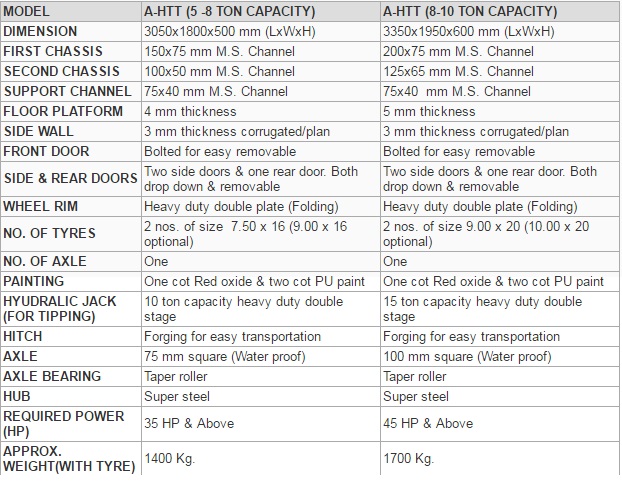 MODEL A-HTT (5 -8 TON CAPACITY) A-HTT (8-10 TON CAPACITY)
DIMENSION 3050x1800x500 mm (LxWxH) 3350x1950x600 mm (LxWxH)
FIRST CHASSIS 150x75 mm M.S. Channel 200x75 mm M.S. Channel
SECOND CHASSIS 100x50 mm M.S. Channel 125x65 mm M.S. Channel
SUPPORT CHANNEL 75x40 mm M.S. Channel 75x40 mm M.S. Channel
FLOOR PLATFORM 4 mm thickness 5 mm thickness
SIDE WALL 3 mm thickness corrugated/plan 3 mm thickness corrugated/plan
FRONT DOOR Bolted for easy removable Bolted for easy removable
SIDE & REAR DOORS Two side doors & one rear door. Both Two side doors & one rear door. Both
drop down & removable drop down & removable
WHEEL RIM Heavy duty double plate (Folding) Heavy duty double plate (Folding)
NO. OF TYRES 2 nos. of size 7.50 x 16 (9.00 x 16 2 nos. of size 9.00 x 20 (10.00 x 20
optional) optional)
NO. OF AXLE One One
PAINTING One cot Red oxide & two cot PU paint One cot Red oxide & two cot PU paint
HYUDRALIC JACK 10 ton capacity heavy duty double 15 ton capacity heavy duty double
(FOR TIPPING) stage stage
HITCH Forging for easy transportation Forging for easy transportation
AXLE 75 mm square (Water proof) 100 mm square (Water proof)
AXLE BEARING Taper roller Taper roller
HUB Super steel Super steel
REQUIRED POWER 35 HP & Above 45 HP & Above
(HP)
APPROX. 1400 Kg. 1700 Kg.
WEIGHT(WITH TYRE)